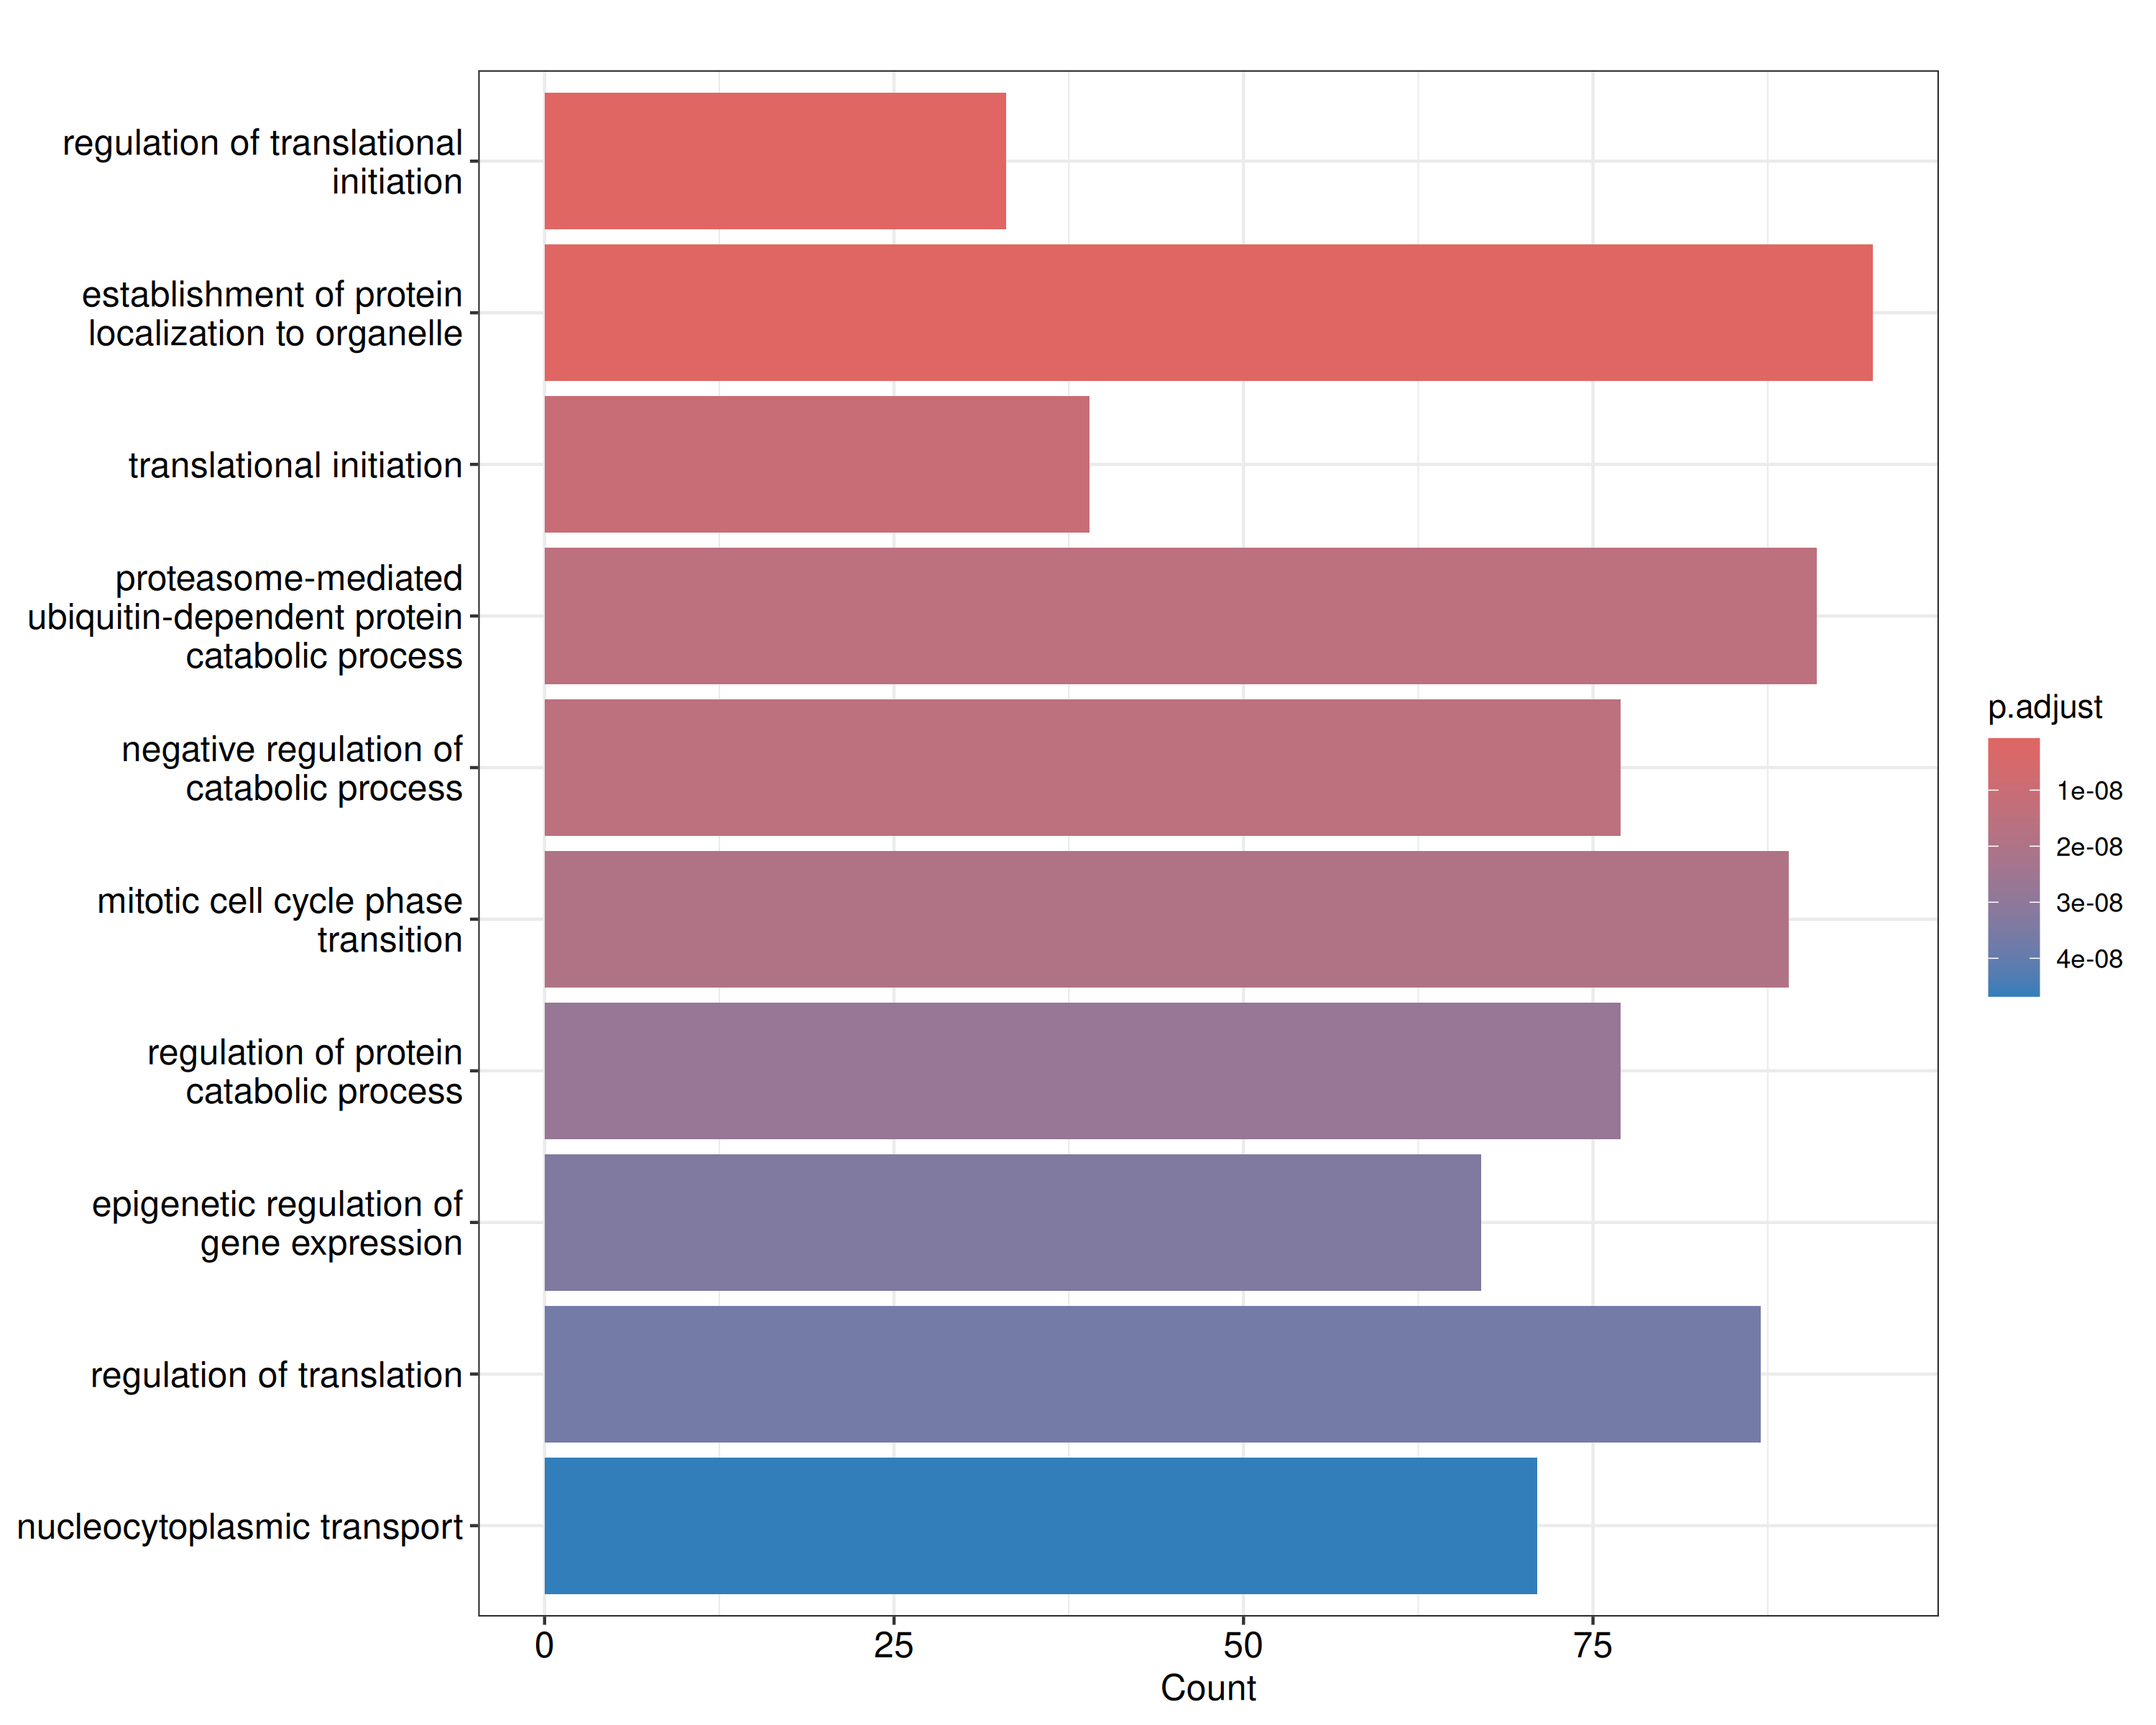 regulation of translational
initiation
establishment of protein
localization to organelle
translational initiation
proteasome-mediated
ubiquitin-dependent protein
catabolic process
negative regulation of
catabolic process
mitotic cell cycle phase
transition
regulation of protein
catabolic process
epigenetic regulation of
gene expression
regulation of translation
nucleocytoplasmic transport
0 25 50 75
Count
p.adjust
1e-08
2e-08
3e-08
4e-08